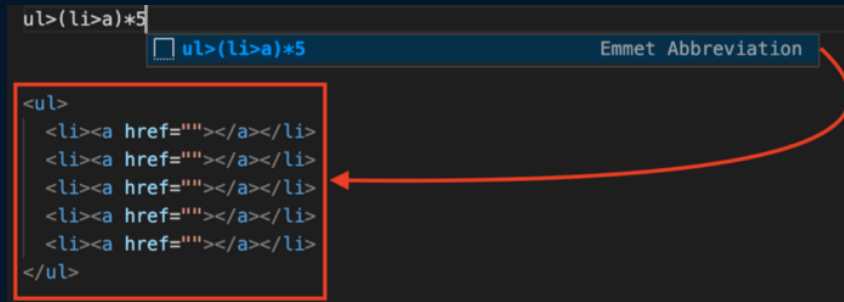 ul>(li>a)*5
ul>(li>a)*5 Emmet Abbreviation
<ul>
<li><a href=""></a></li>
<li><a href=""></a></li>
<li><a href=""></a></li>
<li><a href=""></a></li>
<li><a href=""></a></li>
</ul>